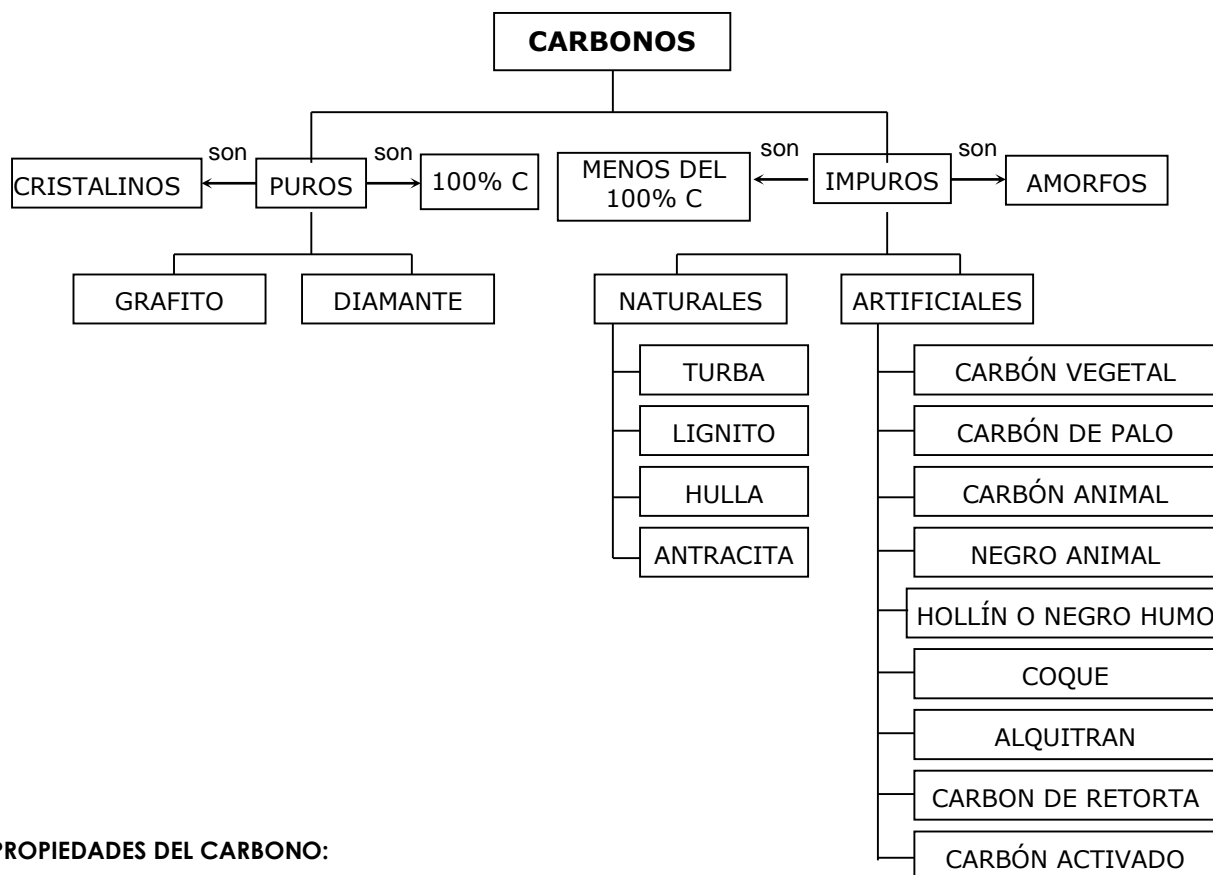 CARBONOS
son
son
son
son
CRISTALINOS
PUROS
100% C
MENOS DEL
100% C
IMPUROS
AMORFOS
GRAFITO
DIAMANTE
NATURALES
ARTIFICIALES
TURBA
LIGNITO
HULLA
ANTRACITA
CARBÓN VEGETAL
CARBÓN DE PALO
CARBÓN ANIMAL
NEGRO ANIMAL
HOLLÍN O NEGRO HUMO
COQUE
ALQUITRAN
CARBON DE RETORTA
CARBÓN ACTIVADO
PROPIEDADES DEL CARBONO: